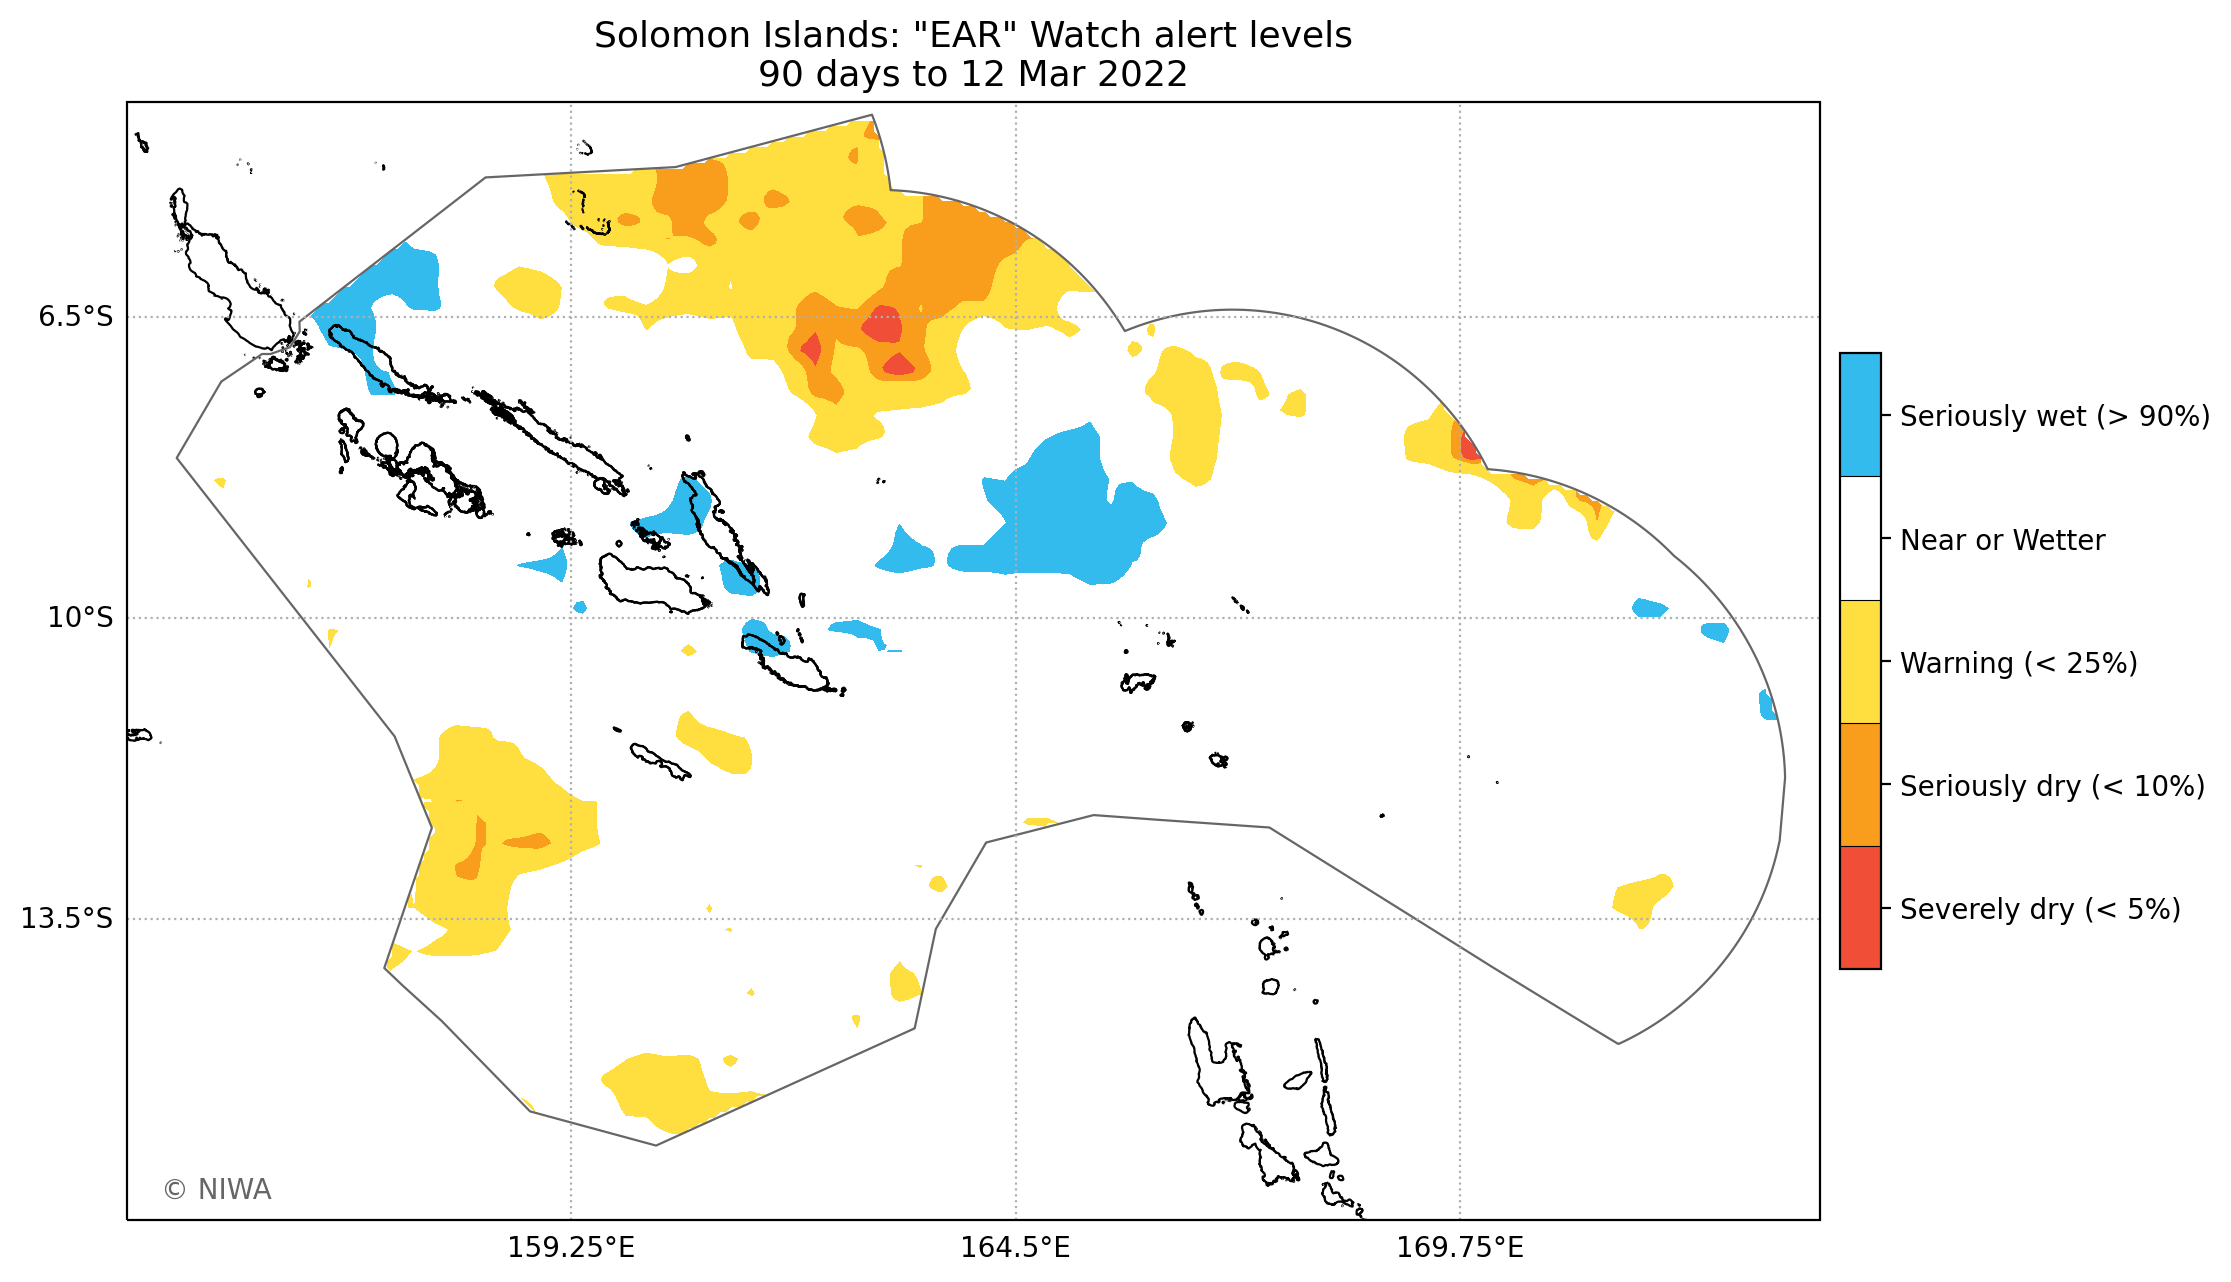 Solomon Islands: "EAR" Watch alert levels
90 days to 12 Mar 2022
6.5°S
10°S
13.5°S
159.25°E
164.5°E
169.75°E
Seriously wet (> 90%)
Near or Wetter
Warning (< 25%)
Seriously dry (< 10%)
Severely dry (< 5%)
© NIWA